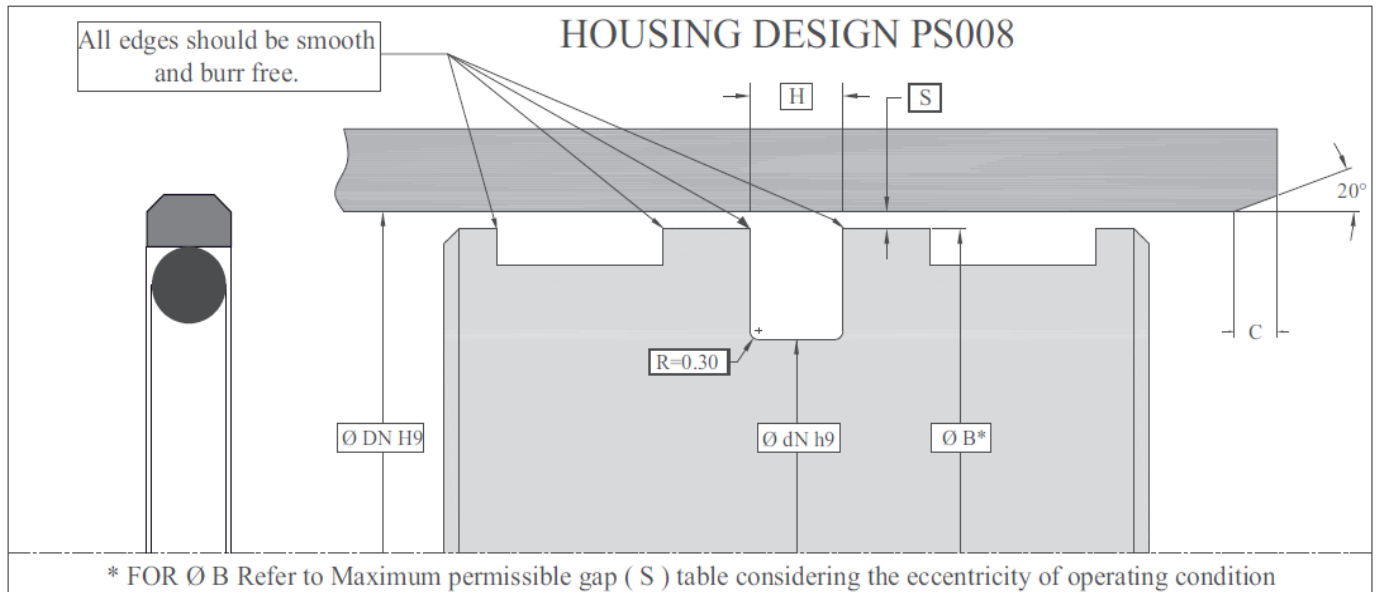 HOUSING DESIGN PS008
All edges should be smooth
and burr free.
H
S
20°
C
R=0.30
Ø DN H9
Ø dN h9
Ø B*
* FOR Ø B Refer to Maximum permissible gap ( S ) table considering the eccentricity of operating condition